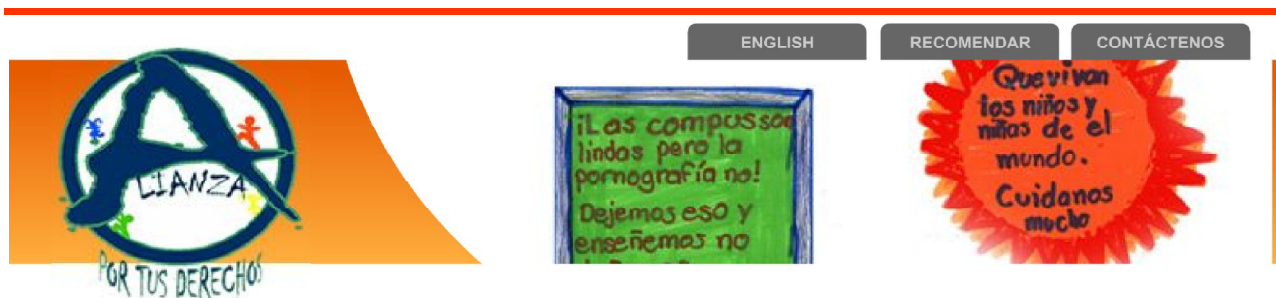 ENGLISH
RECOMENDAR
CONTÁCTENOS
ALIANZA
POR TUS DERECHOS
¡Las compus son
lindas pero la
pornografía no!
Dejemos eso y
enseñemos no
Que vivan
los niños y
niñas de el
mundo.
Cuidanos
mucho